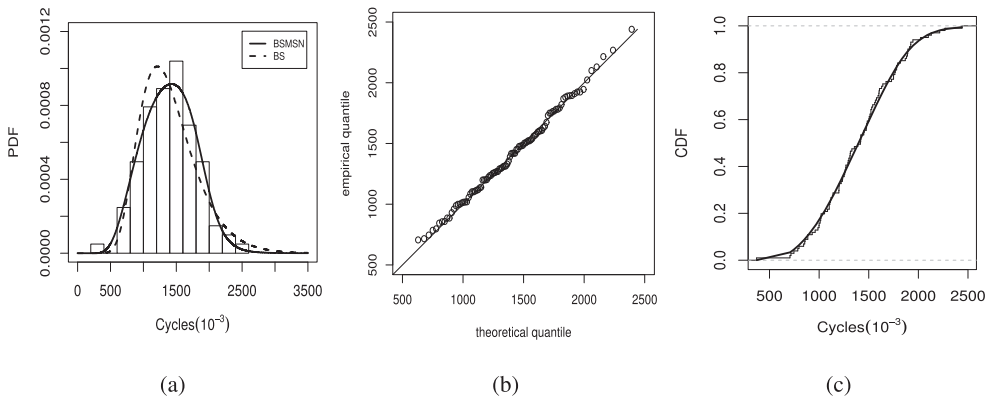 PDF
0.0012
0.0008
0.0004
0.0000
BSMSN
BS
0 500 1500 2500 3500
Cycles(10⁻³)
(a)
empirical quantile
2500
2000
1500
1000
500
500 1000 1500 2000 2500
theoretical quantile
(b)
CDF
1.0
0.8
0.6
0.4
0.2
0.0
500 1000 1500 2000 2500
Cycles(10⁻³)
(c)